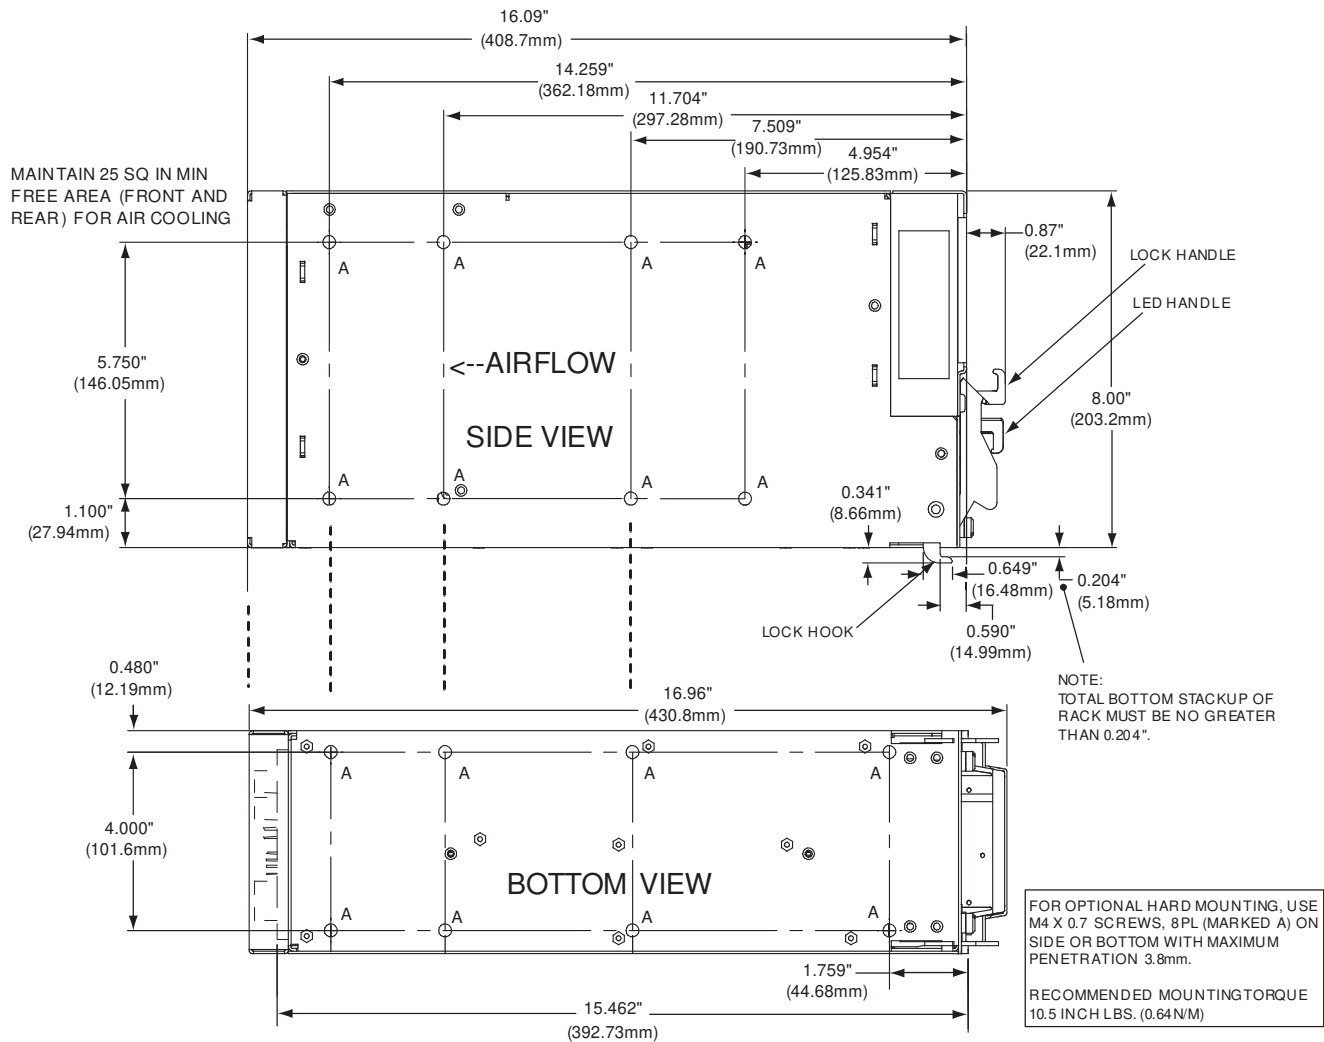 16.09"
(408.7mm)
14.259"
(362.18mm)
11.704"
(297.28mm)
7.509"
(190.73mm)
4.954"
(125.83mm)
MAINTAIN 25 SQ IN MIN
FREE AREA (FRONT AND
REAR) FOR AIR COOLING
0.87"
(22.1mm)
LOCK HANDLE
LED HANDLE
A
A
A
A
5.750"
(146.05mm)
<--AIRFLOW
SIDE VIEW
8.00"
(203.2mm)
A
A
A
A
1.100"
(27.94mm)
0.341"
(8.66mm)
0.649"
(16.48mm)
0.204"
(5.18mm)
LOCK HOOK
0.590"
(14.99mm)
NOTE:
TOTAL BOTTOM STACKUP OF
RACK MUST BE NO GREATER
THAN 0.204".
0.480"
(12.19mm)
16.96"
(430.8mm)
A
A
A
A
4.000"
(101.6mm)
BOTTOM VIEW
A
A
A
A
FOR OPTIONAL HARD MOUNTING, USE
M4 X 0.7 SCREWS, 8PL (MARKED A) ON
SIDE OR BOTTOM WITH MAXIMUM
PENETRATION 3.8mm.
RECOMMENDED MOUNTINGTORQUE
10.5 INCH LBS. (0.64N/M)
1.759"
(44.68mm)
15.462"
(392.73mm)